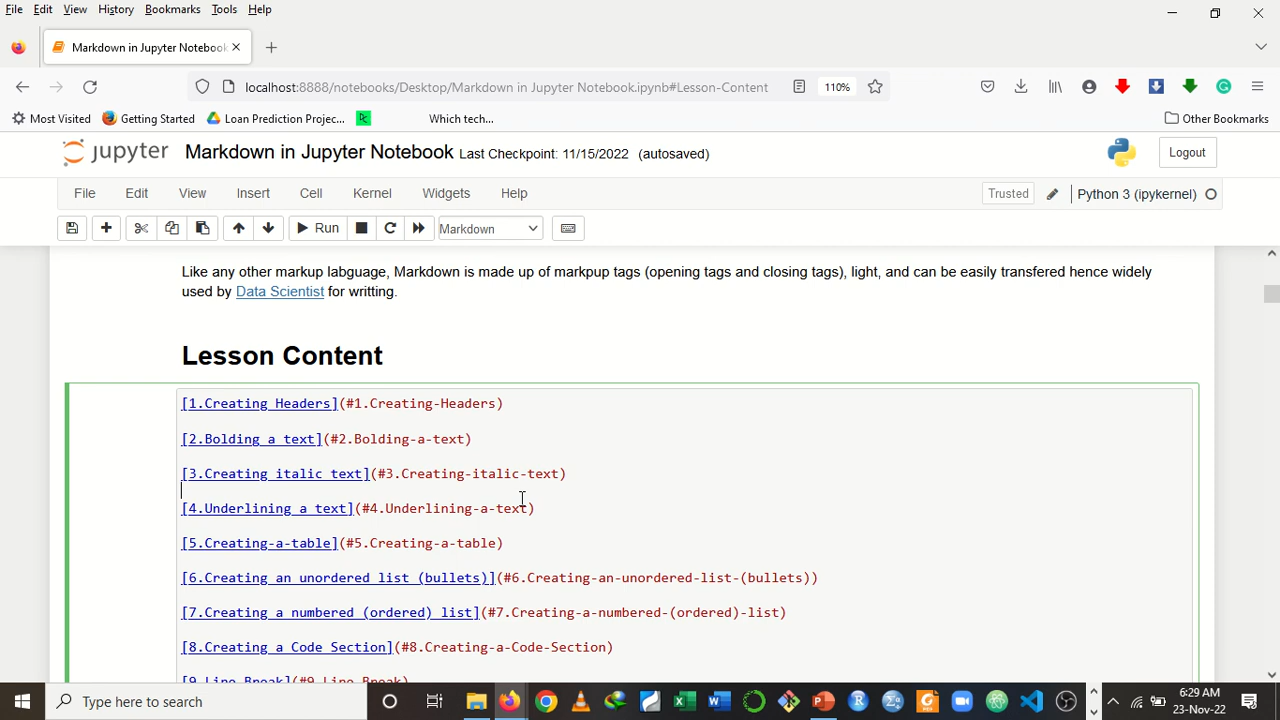 File Edit View History Bookmarks Tools Help
Markdown in Jupyter Notebook
localhost:8888/notebooks/Desktop/Markdown in Jupyter Notebook.ipynb#Lesson-Content 110%
Most Visited Getting Started Loan Prediction Projec... Which tech... Other Bookmarks
jupyter Markdown in Jupyter Notebook Last Checkpoint: 11/15/2022 (autosaved) Logout
File Edit View Insert Cell Kernel Widgets Help Trusted Python 3 (ipykernel)
Run Markdown
Like any other markup labguage, Markdown is made up of markpup tags (opening tags and closing tags), light, and can be easily transfered hence widely
used by Data Scientist for writting.
Lesson Content
[1.Creating Headers](#1.Creating-Headers)
[2.Bolding a text](#2.Bolding-a-text)
[3.Creating italic text](#3.Creating-italic-text)
[4.Underlining a text](#4.Underlining-a-text)
[5.Creating-a-table](#5.Creating-a-table)
[6.Creating an unordered list (bullets)](#6.Creating-an-unordered-list-(bullets))
[7.Creating a numbered (ordered) list](#7.Creating-a-numbered-(ordered)-list)
[8.Creating a Code Section](#8.Creating-a-Code-Section)
[9.Line Break](#9.Line Break)
Type here to search 6:29 AM
23-Nov-22